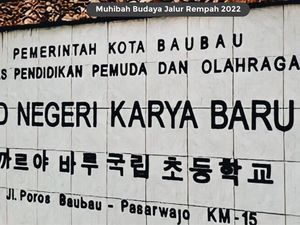 Muhibah Budaya Jalur Rempah 2022
PEMERINTAH KOTA BAUBAU
S PENDIDIKAN PEMUDA DAN OLAHRAGA
D NEGERI KARYA BARU
까르야 바루 국립 초등학교
Jl. Poros Baubau - Pasarwajo KM-15